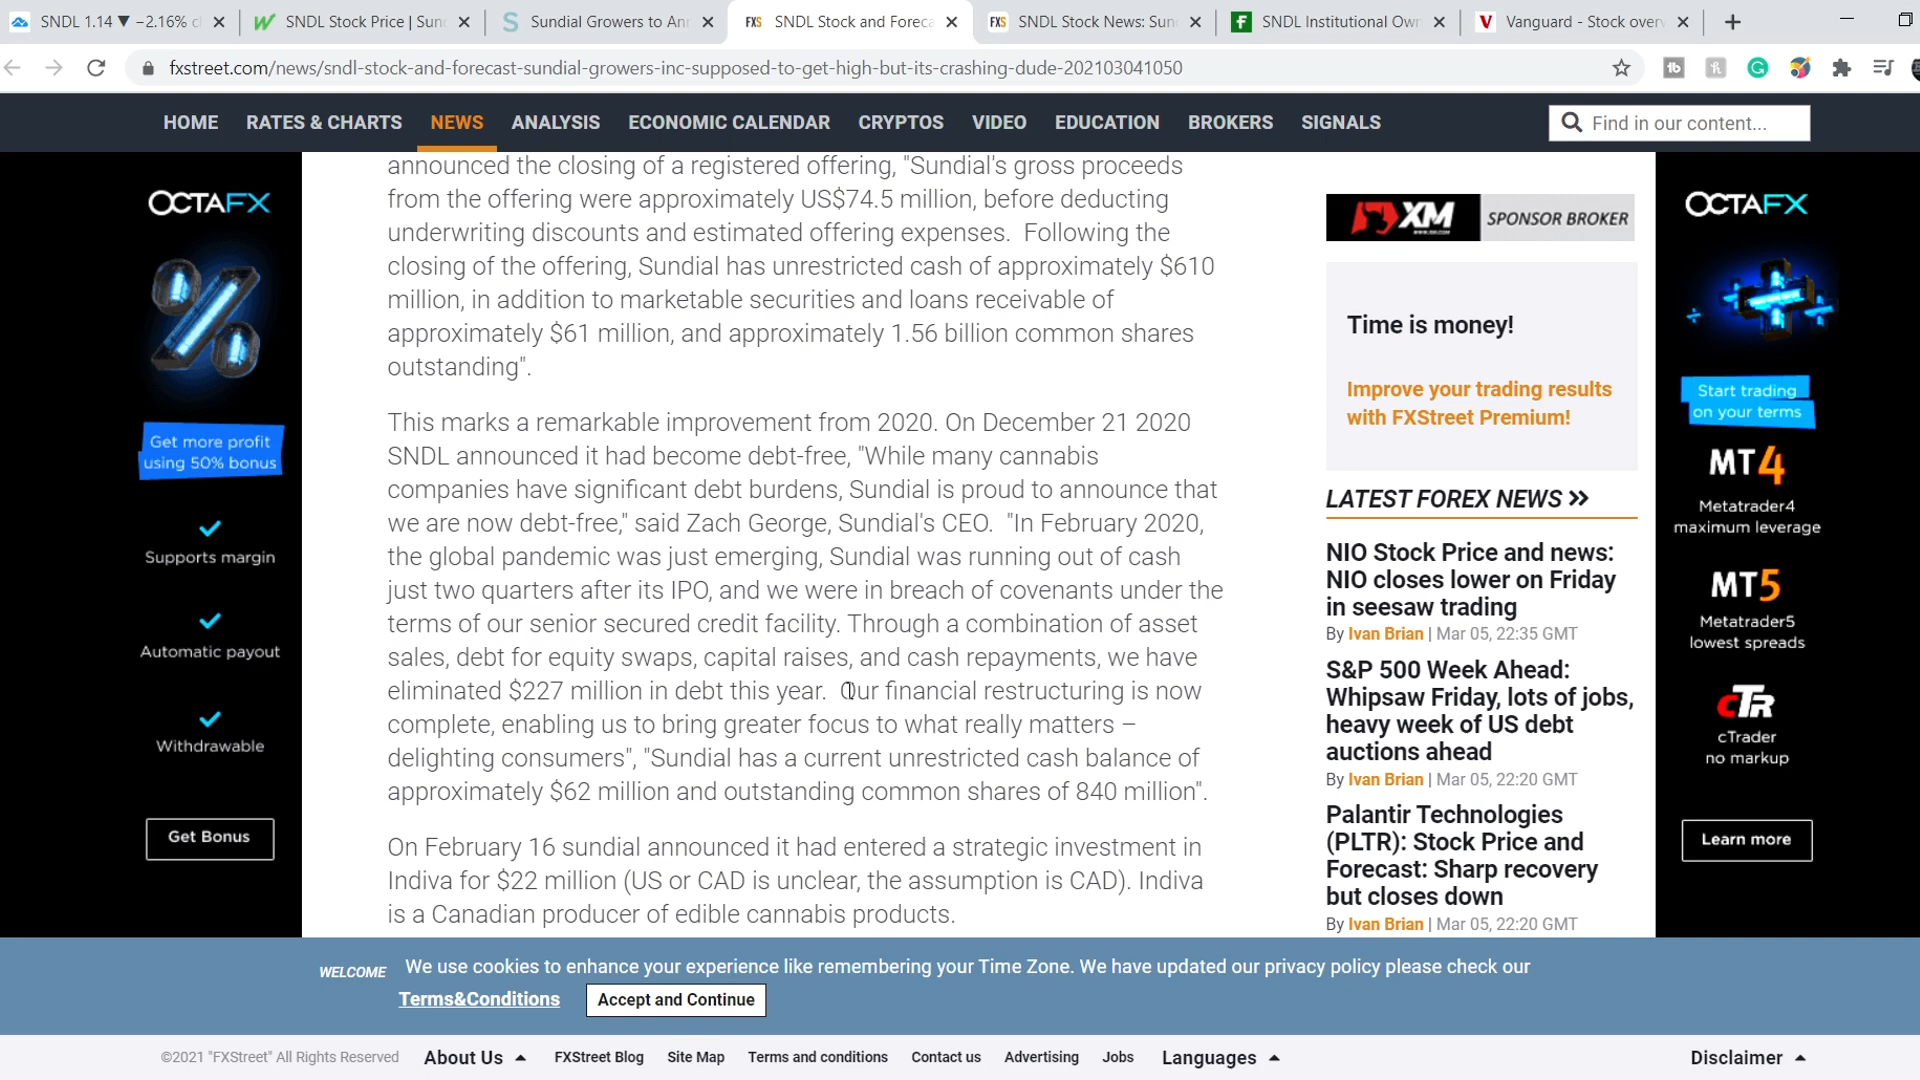 SNDL 1.14 ▼ −2.16% c
SNDL Stock Price | Sun
Sundial Growers to An
FXS SNDL Stock and Foreca
FXS SNDL Stock News: Sun
SNDL Institutional Own
Vanguard - Stock over
fxstreet.com/news/sndl-stock-and-forecast-sundial-growers-inc-supposed-to-get-high-but-its-crashing-dude-202103041050
HOME RATES & CHARTS NEWS ANALYSIS ECONOMIC CALENDAR CRYPTOS VIDEO EDUCATION BROKERS SIGNALS
Find in our content...
OCTAFX
Get more profit
using 50% bonus
Supports margin
Automatic payout
Withdrawable
Get Bonus
announced the closing of a registered offering, "Sundial's gross proceeds
from the offering were approximately US$74.5 million, before deducting
underwriting discounts and estimated offering expenses.  Following the
closing of the offering, Sundial has unrestricted cash of approximately $610
million, in addition to marketable securities and loans receivable of
approximately $61 million, and approximately 1.56 billion common shares
outstanding".
This marks a remarkable improvement from 2020. On December 21 2020
SNDL announced it had become debt-free, "While many cannabis
companies have significant debt burdens, Sundial is proud to announce that
we are now debt-free," said Zach George, Sundial's CEO.  "In February 2020,
the global pandemic was just emerging, Sundial was running out of cash
just two quarters after its IPO, and we were in breach of covenants under the
terms of our senior secured credit facility. Through a combination of asset
sales, debt for equity swaps, capital raises, and cash repayments, we have
eliminated $227 million in debt this year.  Our financial restructuring is now
complete, enabling us to bring greater focus to what really matters –
delighting consumers", "Sundial has a current unrestricted cash balance of
approximately $62 million and outstanding common shares of 840 million".
On February 16 sundial announced it had entered a strategic investment in
Indiva for $22 million (US or CAD is unclear, the assumption is CAD). Indiva
is a Canadian producer of edible cannabis products.
XM
SPONSOR BROKER
Time is money!
Improve your trading results
with FXStreet Premium!
LATEST FOREX NEWS
NIO Stock Price and news:
NIO closes lower on Friday
in seesaw trading
By Ivan Brian | Mar 05, 22:35 GMT
S&P 500 Week Ahead:
Whipsaw Friday, lots of jobs,
heavy week of US debt
auctions ahead
By Ivan Brian | Mar 05, 22:20 GMT
Palantir Technologies
(PLTR): Stock Price and
Forecast: Sharp recovery
but closes down
By Ivan Brian | Mar 05, 22:20 GMT
OCTAFX
Start trading
on your terms
MT4
Metatrader4
maximum leverage
MT5
Metatrader5
lowest spreads
cTR
cTrader
no markup
Learn more
WELCOME We use cookies to enhance your experience like remembering your Time Zone. We have updated our privacy policy please check our
Terms&Conditions Accept and Continue
©2021 "FXStreet" All Rights Reserved About Us FXStreet Blog Site Map Terms and conditions Contact us Advertising Jobs Languages Disclaimer